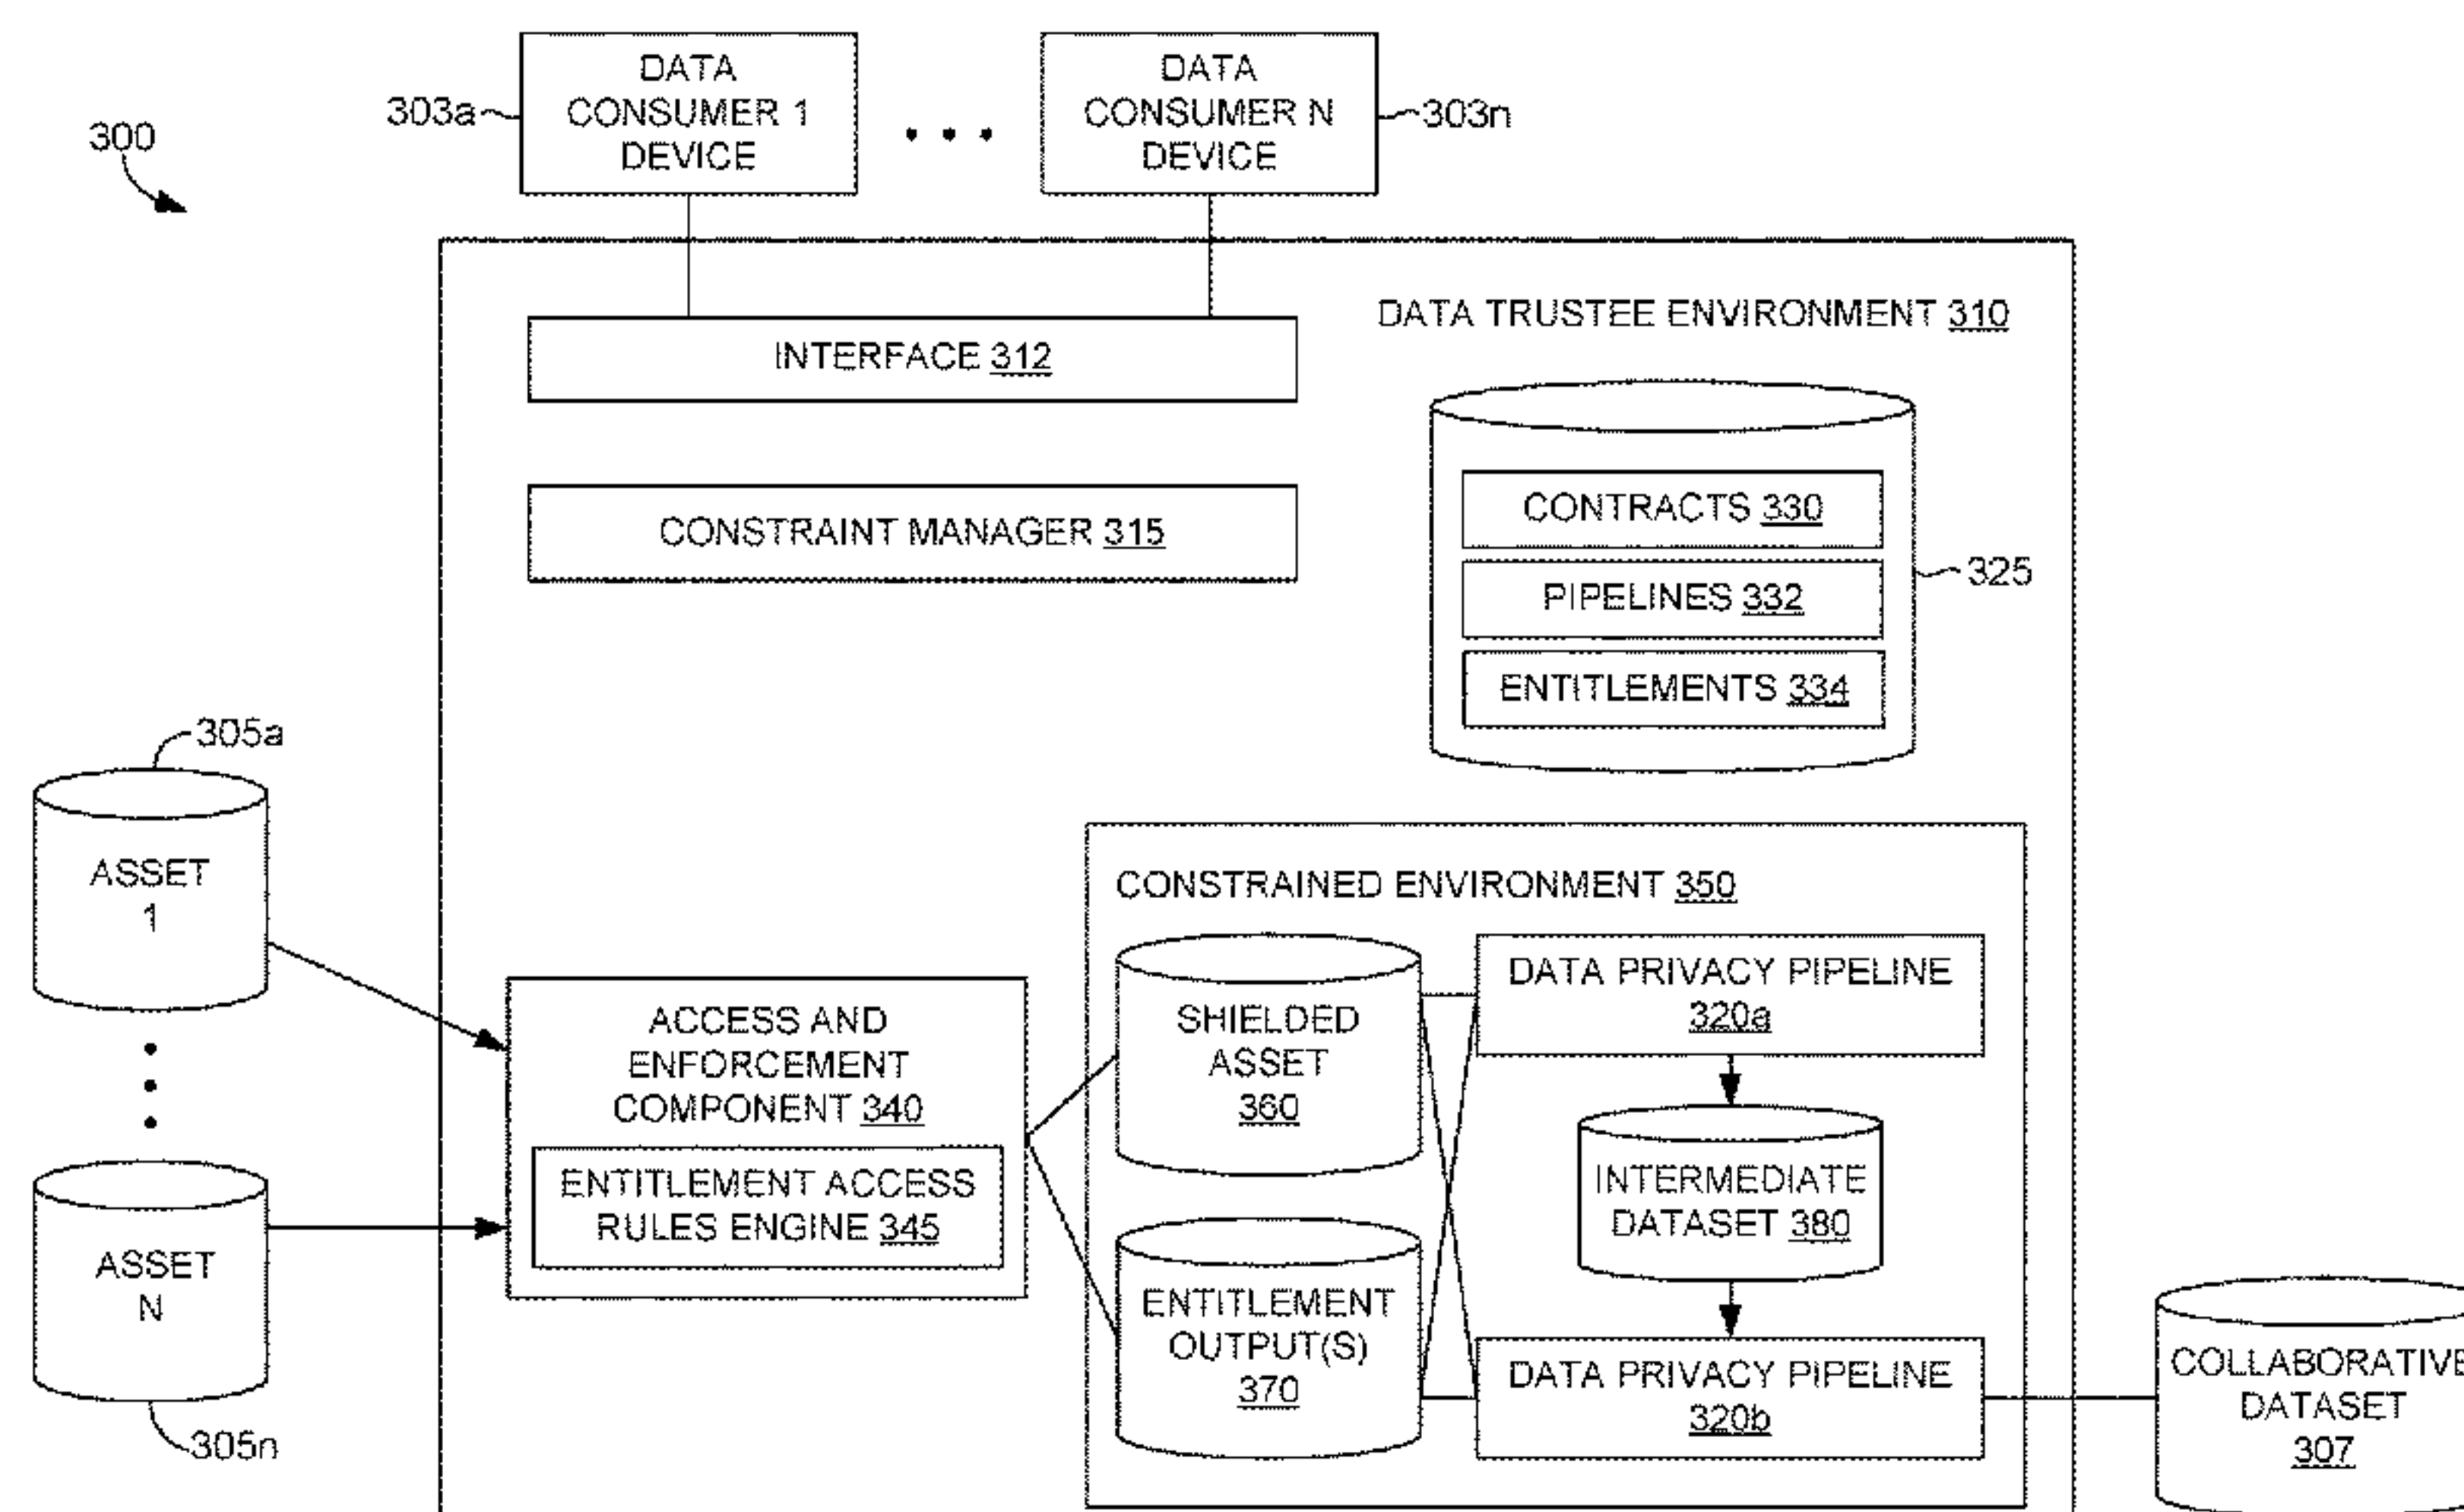 300
303a
DATA
CONSUMER 1
DEVICE
DATA
CONSUMER N
DEVICE
303n
DATA TRUSTEE ENVIRONMENT 310
INTERFACE 312
CONSTRAINT MANAGER 315
CONTRACTS 330
PIPELINES 332
ENTITLEMENTS 334
325
305a
ASSET
1
ASSET
N
305n
ACCESS AND
ENFORCEMENT
COMPONENT 340
ENTITLEMENT ACCESS
RULES ENGINE 345
CONSTRAINED ENVIRONMENT 350
SHIELDED
ASSET
360
ENTITLEMENT
OUTPUT(S)
370
DATA PRIVACY PIPELINE
320a
INTERMEDIATE
DATASET 380
DATA PRIVACY PIPELINE
320b
COLLABORATIVE
DATASET
307